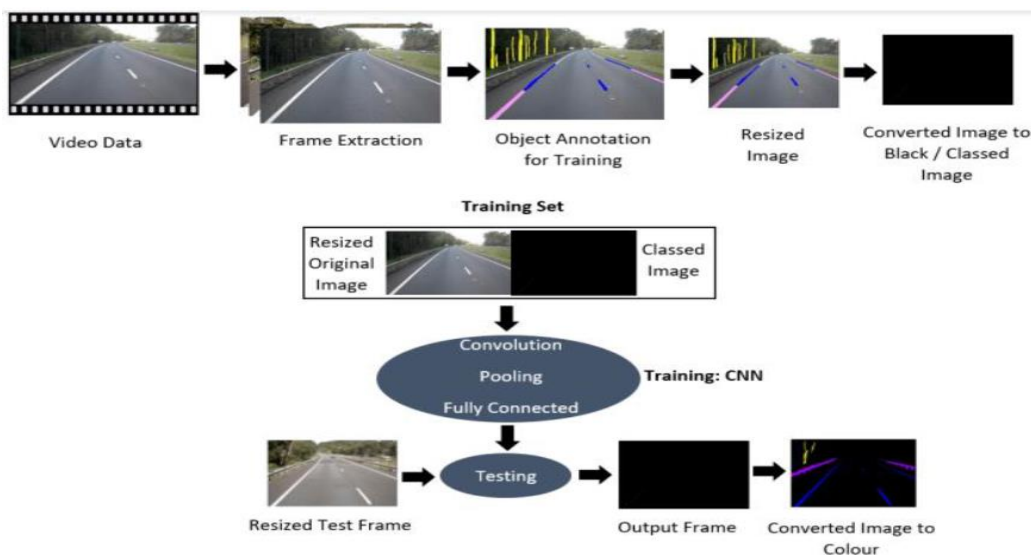 Video Data
Frame Extraction
Object Annotation
for Training
Resized
Image
Converted Image to
Black / Classed
Image
Training Set
Resized
Original
Image
Classed
Image
Convolution
Pooling
Fully Connected
Training: CNN
Testing
Resized Test Frame
Output Frame
Converted Image to
Colour